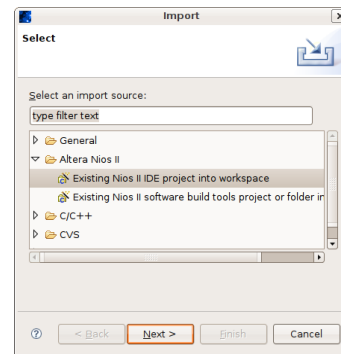 Import
Select
Select an import source:
type filter text
General
Altera Nios II
Existing Nios II IDE project into workspace
Existing Nios II software build tools project or folder in
C/C++
CVS
< Back
Next >
Finish
Cancel